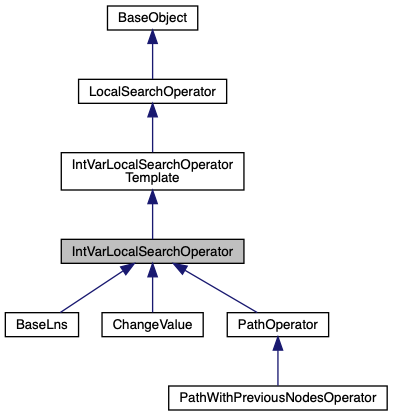 BaseObject
LocalSearchOperator
IntVarLocalSearchOperator
Template
IntVarLocalSearchOperator
BaseLns
ChangeValue
PathOperator
PathWithPreviousNodesOperator